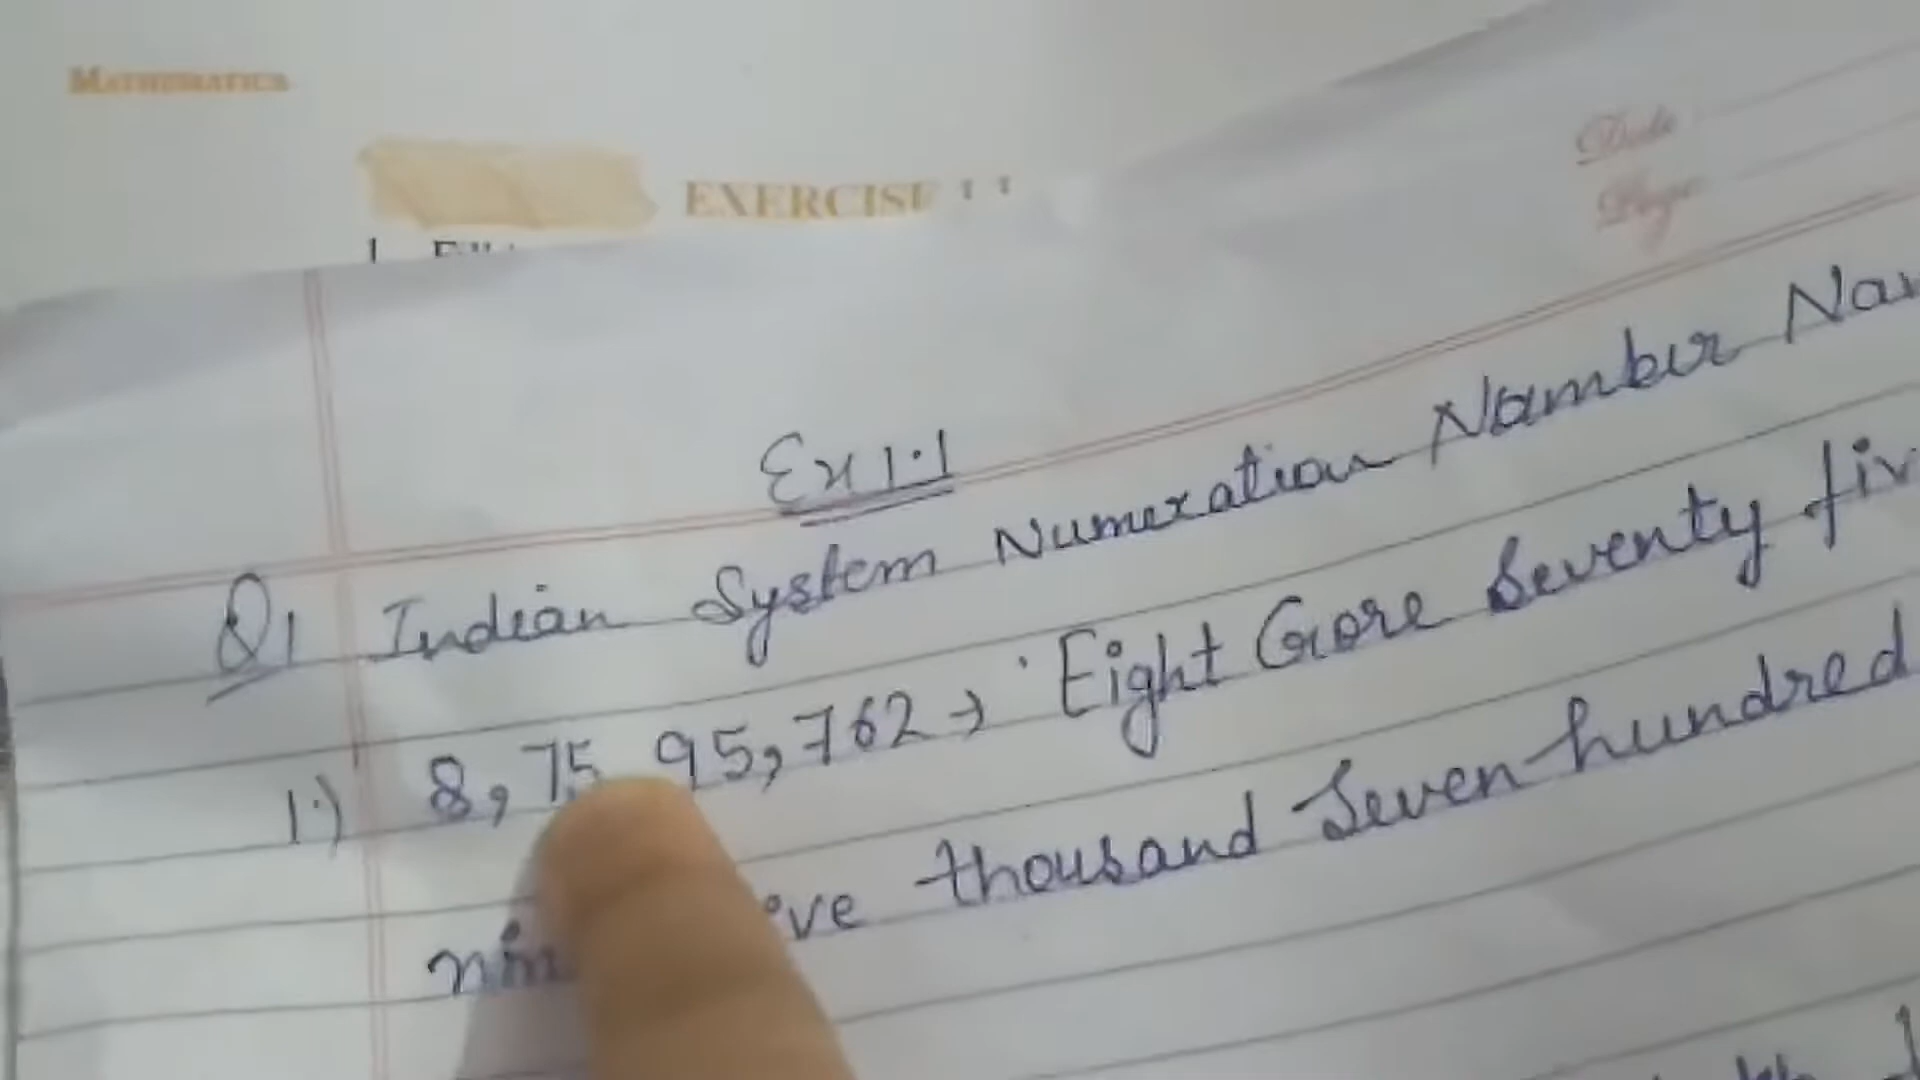 MATHEMATICS
EXERCISE
Date
Page
Ex 1.1
Q1 Indian System Numeration Number
1.) 8, 75 95, 762 → Eight Crore Seventy
thousand Seven hundred